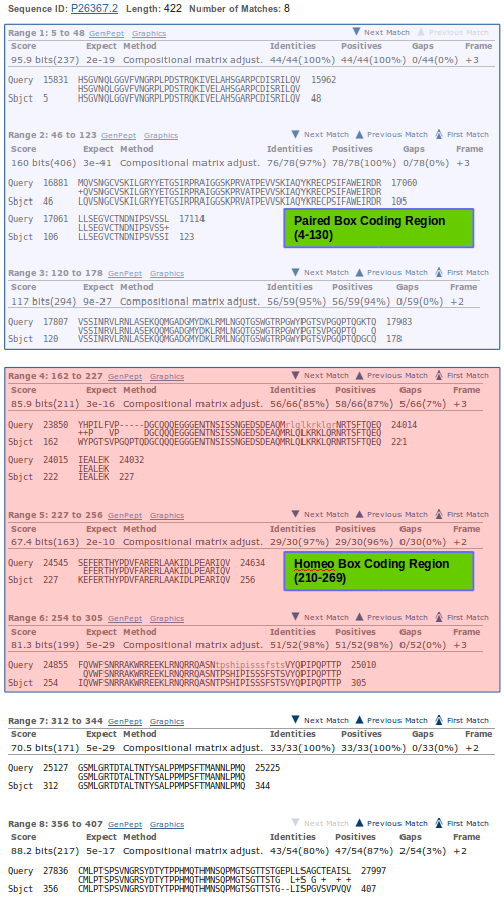 Sequence ID: P26367.2 Length: 422 Number of Matches: 8
Range 1: 5 to 48 GenPept Graphics Next Match Previous Match
Score Expect Method Identities Positives Gaps Frame
95.9 bits(237) 2e-19 Compositional matrix adjust. 44/44(100%) 44/44(100%) 0/44(0%) +3
Query 15831 HSGVNQLGGVFVNGRPLPDSTRQKIVELAHSGARPCDISRILQV 15962
HSGVNQLGGVFVNGRPLPDSTRQKIVELAHSGARPCDISRILQV
Sbjct 5 HSGVNQLGGVFVNGRPLPDSTRQKIVELAHSGARPCDISRILQV 48
Range 2: 46 to 123 GenPept Graphics Next Match Previous Match First Match
Score Expect Method Identities Positives Gaps Frame
160 bits(406) 3e-41 Compositional matrix adjust. 76/78(97%) 78/78(100%) 0/78(0%) +3
Query 16881 MQVSNGCVSKILGRYYETGSIRPRAIGGSKPRVATPEVVSKIAQYKRECPSIFAWEIRDR 17060
+QVSNGCVSKILGRYYETGSIRPRAIGGSKPRVATPEVVSKIAQYKRECPSIFAWEIRDR
Sbjct 46 LQVSNGCVSKILGRYYETGSIRPRAIGGSKPRVATPEVVSKIAQYKRECPSIFAWEIRDR 105
Query 17061 LLSEGVCTNDNIPSVSSL 17114
LLSEGVCTNDNIPSVSS+
Sbjct 106 LLSEGVCTNDNIPSVSSI 123
Paired Box Coding Region
(4-130)
Range 3: 120 to 178 GenPept Graphics Next Match Previous Match First Match
Score Expect Method Identities Positives Gaps Frame
117 bits(294) 9e-27 Compositional matrix adjust. 56/59(95%) 56/59(94%) 0/59(0%) +2
Query 17807 VSSINRVLRNLASEKQQMGADGMYDKLRMLNGQTGSWGTRPGWYPGTSVPGQPTQGKTQ 17983
VSSINRVLRNLASEKQQMGADGMYDKLRMLNGQTGSWGTRPGWYPGTSVPGQPTQ   Q
Sbjct 120 VSSINRVLRNLASEKQQMGADGMYDKLRMLNGQTGSWGTRPGWYPGTSVPGQPTQDGCQ 178
Range 4: 162 to 227 GenPept Graphics Next Match Previous Match First Match
Score Expect Method Identities Positives Gaps Frame
85.9 bits(211) 3e-16 Compositional matrix adjust. 56/66(85%) 58/66(87%) 5/66(7%) +3
Query 23850 YHPILFVP-----DGCQQQEGGGENTNSISSNGEDSDEAQMrlqlkrklqrNRTSFTQEQ 24014
++P    VP     DGCQQQEGGGENTNSISSNGEDSDEAQMRLQLKRKLQRNRTSFTQEQ
Sbjct 162 WYPGTSVPGQPTQDGCQQQEGGGENTNSISSNGEDSDEAQMRLQLKRKLQRNRTSFTQEQ 221
Query 24015 IEALEK 24032
IEALEK
Sbjct 222 IEALEK 227
Range 5: 227 to 256 GenPept Graphics Next Match Previous Match First Match
Score Expect Method Identities Positives Gaps Frame
67.4 bits(163) 2e-10 Compositional matrix adjust. 29/30(97%) 29/30(96%) 0/30(0%) +2
Query 24545 SEFERTHYPDVFARERLAAKIDLPEARIQV 24634
EFERTHYPDVFARERLAAKIDLPEARIQV
Sbjct 227 KEFERTHYPDVFARERLAAKIDLPEARIQV 256
Homeo Box Coding Region
(210-269)
Range 6: 254 to 305 GenPept Graphics Next Match Previous Match First Match
Score Expect Method Identities Positives Gaps Frame
81.3 bits(199) 5e-29 Compositional matrix adjust. 51/52(98%) 51/52(98%) 0/52(0%) +3
Query 24855 FQVWFSNRRAKWRREEKLRNQRRQASNtpshipisssfstsVYQPIPQPTTP 25010
QVWFSNRRAKWRREEKLRNQRRQASNTPSHIPISSSFSTSVYQPIPQPTTP
Sbjct 254 IQVWFSNRRAKWRREEKLRNQRRQASNTPSHIPISSSFSTSVYQPIPQPTTP 305
Range 7: 312 to 344 GenPept Graphics Next Match Previous Match First Match
Score Expect Method Identities Positives Gaps Frame
70.5 bits(171) 5e-29 Compositional matrix adjust. 33/33(100%) 33/33(100%) 0/33(0%) +2
Query 25127 GSMLGRTDTALTNTYSALPPMPSFTMANNLPMQ 25225
GSMLGRTDTALTNTYSALPPMPSFTMANNLPMQ
Sbjct 312 GSMLGRTDTALTNTYSALPPMPSFTMANNLPMQ 344
Range 8: 356 to 407 GenPept Graphics Next Match Previous Match First Match
Score Expect Method Identities Positives Gaps Frame
88.2 bits(217) 5e-17 Compositional matrix adjust. 43/54(80%) 47/54(87%) 2/54(3%) +2
Query 27836 CMLPTSPSVNGRSYDTYTPPHMQTHMNSQPMGTSGTTSTGEPLLSAGCTEAISL 27997
CMLPTSPSVNGRSYDTYTPPHMQTHMNSQPMGTSGTTSTG  L+S G + + +
Sbjct 356 CMLPTSPSVNGRSYDTYTPPHMQTHMNSQPMGTSGTTSTG--LISPGVSVPVQV 407